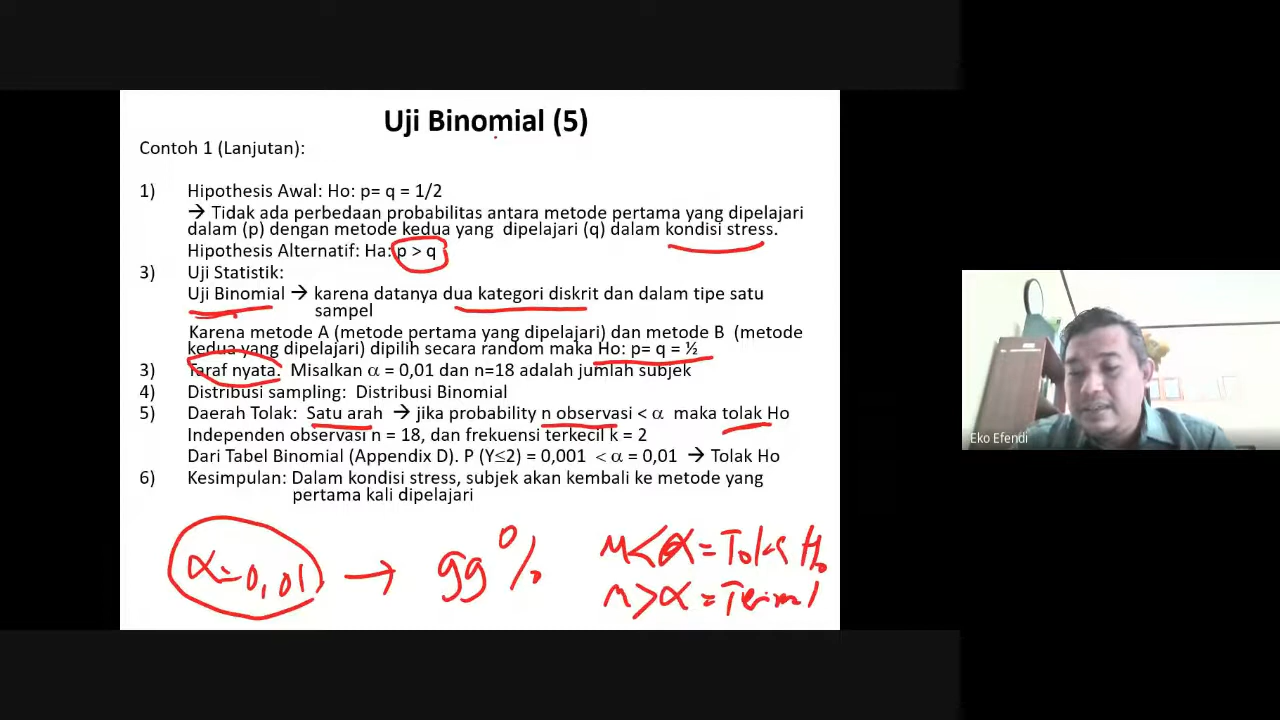 Uji Binomial (5)
Contoh 1 (Lanjutan):
1) Hipothesis Awal: Ho: p= q = 1/2
→ Tidak ada perbedaan probabilitas antara metode pertama yang dipelajari
dalam (p) dengan metode kedua yang dipelajari (q) dalam kondisi stress.
Hipothesis Alternatif: Ha: p > q
3) Uji Statistik:
Uji Binomial → karena datanya dua kategori diskrit dan dalam tipe satu
sampel
Karena metode A (metode pertama yang dipelajari) dan metode B (metode
kedua yang dipelajari) dipilih secara random maka Ho: p= q = ½
3) Taraf nyata. Misalkan α = 0,01 dan n=18 adalah jumlah subjek
4) Distribusi sampling: Distribusi Binomial
5) Daerah Tolak: Satu arah → jika probability n observasi < α maka tolak Ho
Independen observasi n = 18, dan frekuensi terkecil k = 2
Dari Tabel Binomial (Appendix D). P (Y≤2) = 0,001 < α = 0,01 → Tolak Ho
6) Kesimpulan: Dalam kondisi stress, subjek akan kembali ke metode yang
pertama kali dipelajari
α=0,01 → 99%
n<α = Tolak Ho
n>α =
Eko Efendi